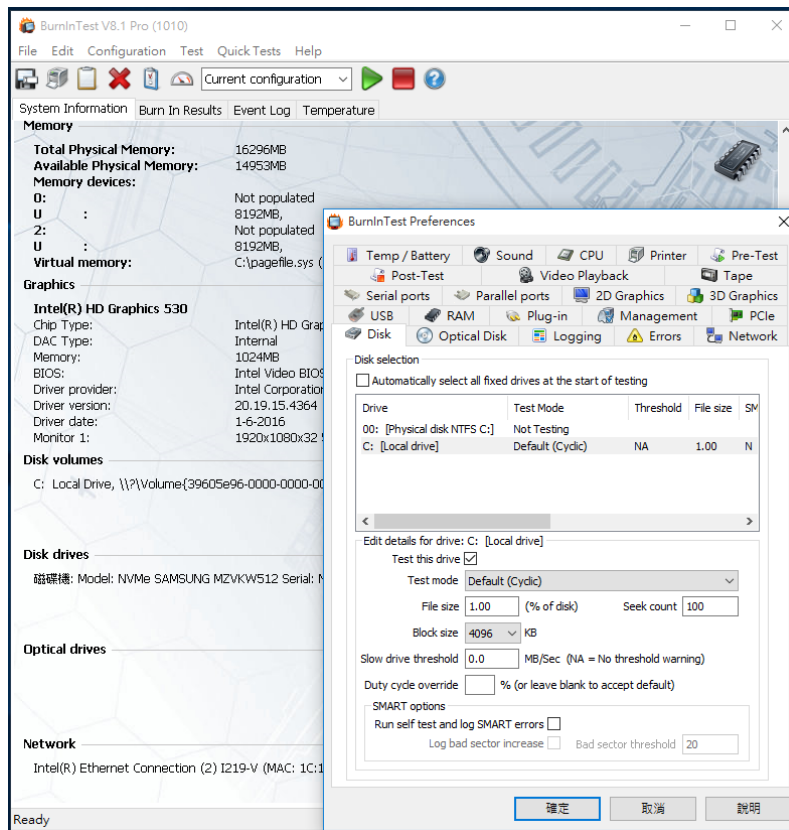 BurnInTest V8.1 Pro (1010)
File Edit Configuration Test Quick Tests Help
Current configuration
System Information Burn In Results Event Log Temperature
Memory
Total Physical Memory: 16296MB
Available Physical Memory: 14953MB
Memory devices:
0: Not populated
U : 8192MB,
2: Not populated
U : 8192MB,
Virtual memory: C:\pagefile.sys (
Graphics
Intel(R) HD Graphics 530
Chip Type: Intel(R) HD Grap
DAC Type: Internal
Memory: 1024MB
BIOS: Intel Video BIOS
Driver provider: Intel Corporation
Driver version: 20.19.15.4364
Driver date: 1-6-2016
Monitor 1: 1920x1080x32
Disk volumes
C: Local Drive, \\?\Volume{39605e96-0000-0000-00
Disk drives
磁碟機: Model: NVMe SAMSUNG MZVKW512 Serial: N
Optical drives
Network
Intel(R) Ethernet Connection (2) I219-V (MAC: 1C:1
Ready
BurnInTest Preferences
Temp / Battery Sound CPU Printer Pre-Test
Post-Test Video Playback Tape
Serial ports Parallel ports 2D Graphics 3D Graphics
USB RAM Plug-in Management PCIe
Disk Optical Disk Logging Errors Network
Disk selection
Automatically select all fixed drives at the start of testing
Drive Test Mode Threshold File size SM
00: [Physical disk NTFS C:] Not Testing
C: [Local drive] Default (Cyclic) NA 1.00 N
Edit details for drive: C: [Local drive]
Test this drive
Test mode Default (Cyclic)
File size 1.00 (% of disk) Seek count 100
Block size 4096 KB
Slow drive threshold 0.0 MB/Sec (NA = No threshold warning)
Duty cycle override % (or leave blank to accept default)
SMART options
Run self test and log SMART errors
Log bad sector increase Bad sector threshold 20
確定 取消 說明